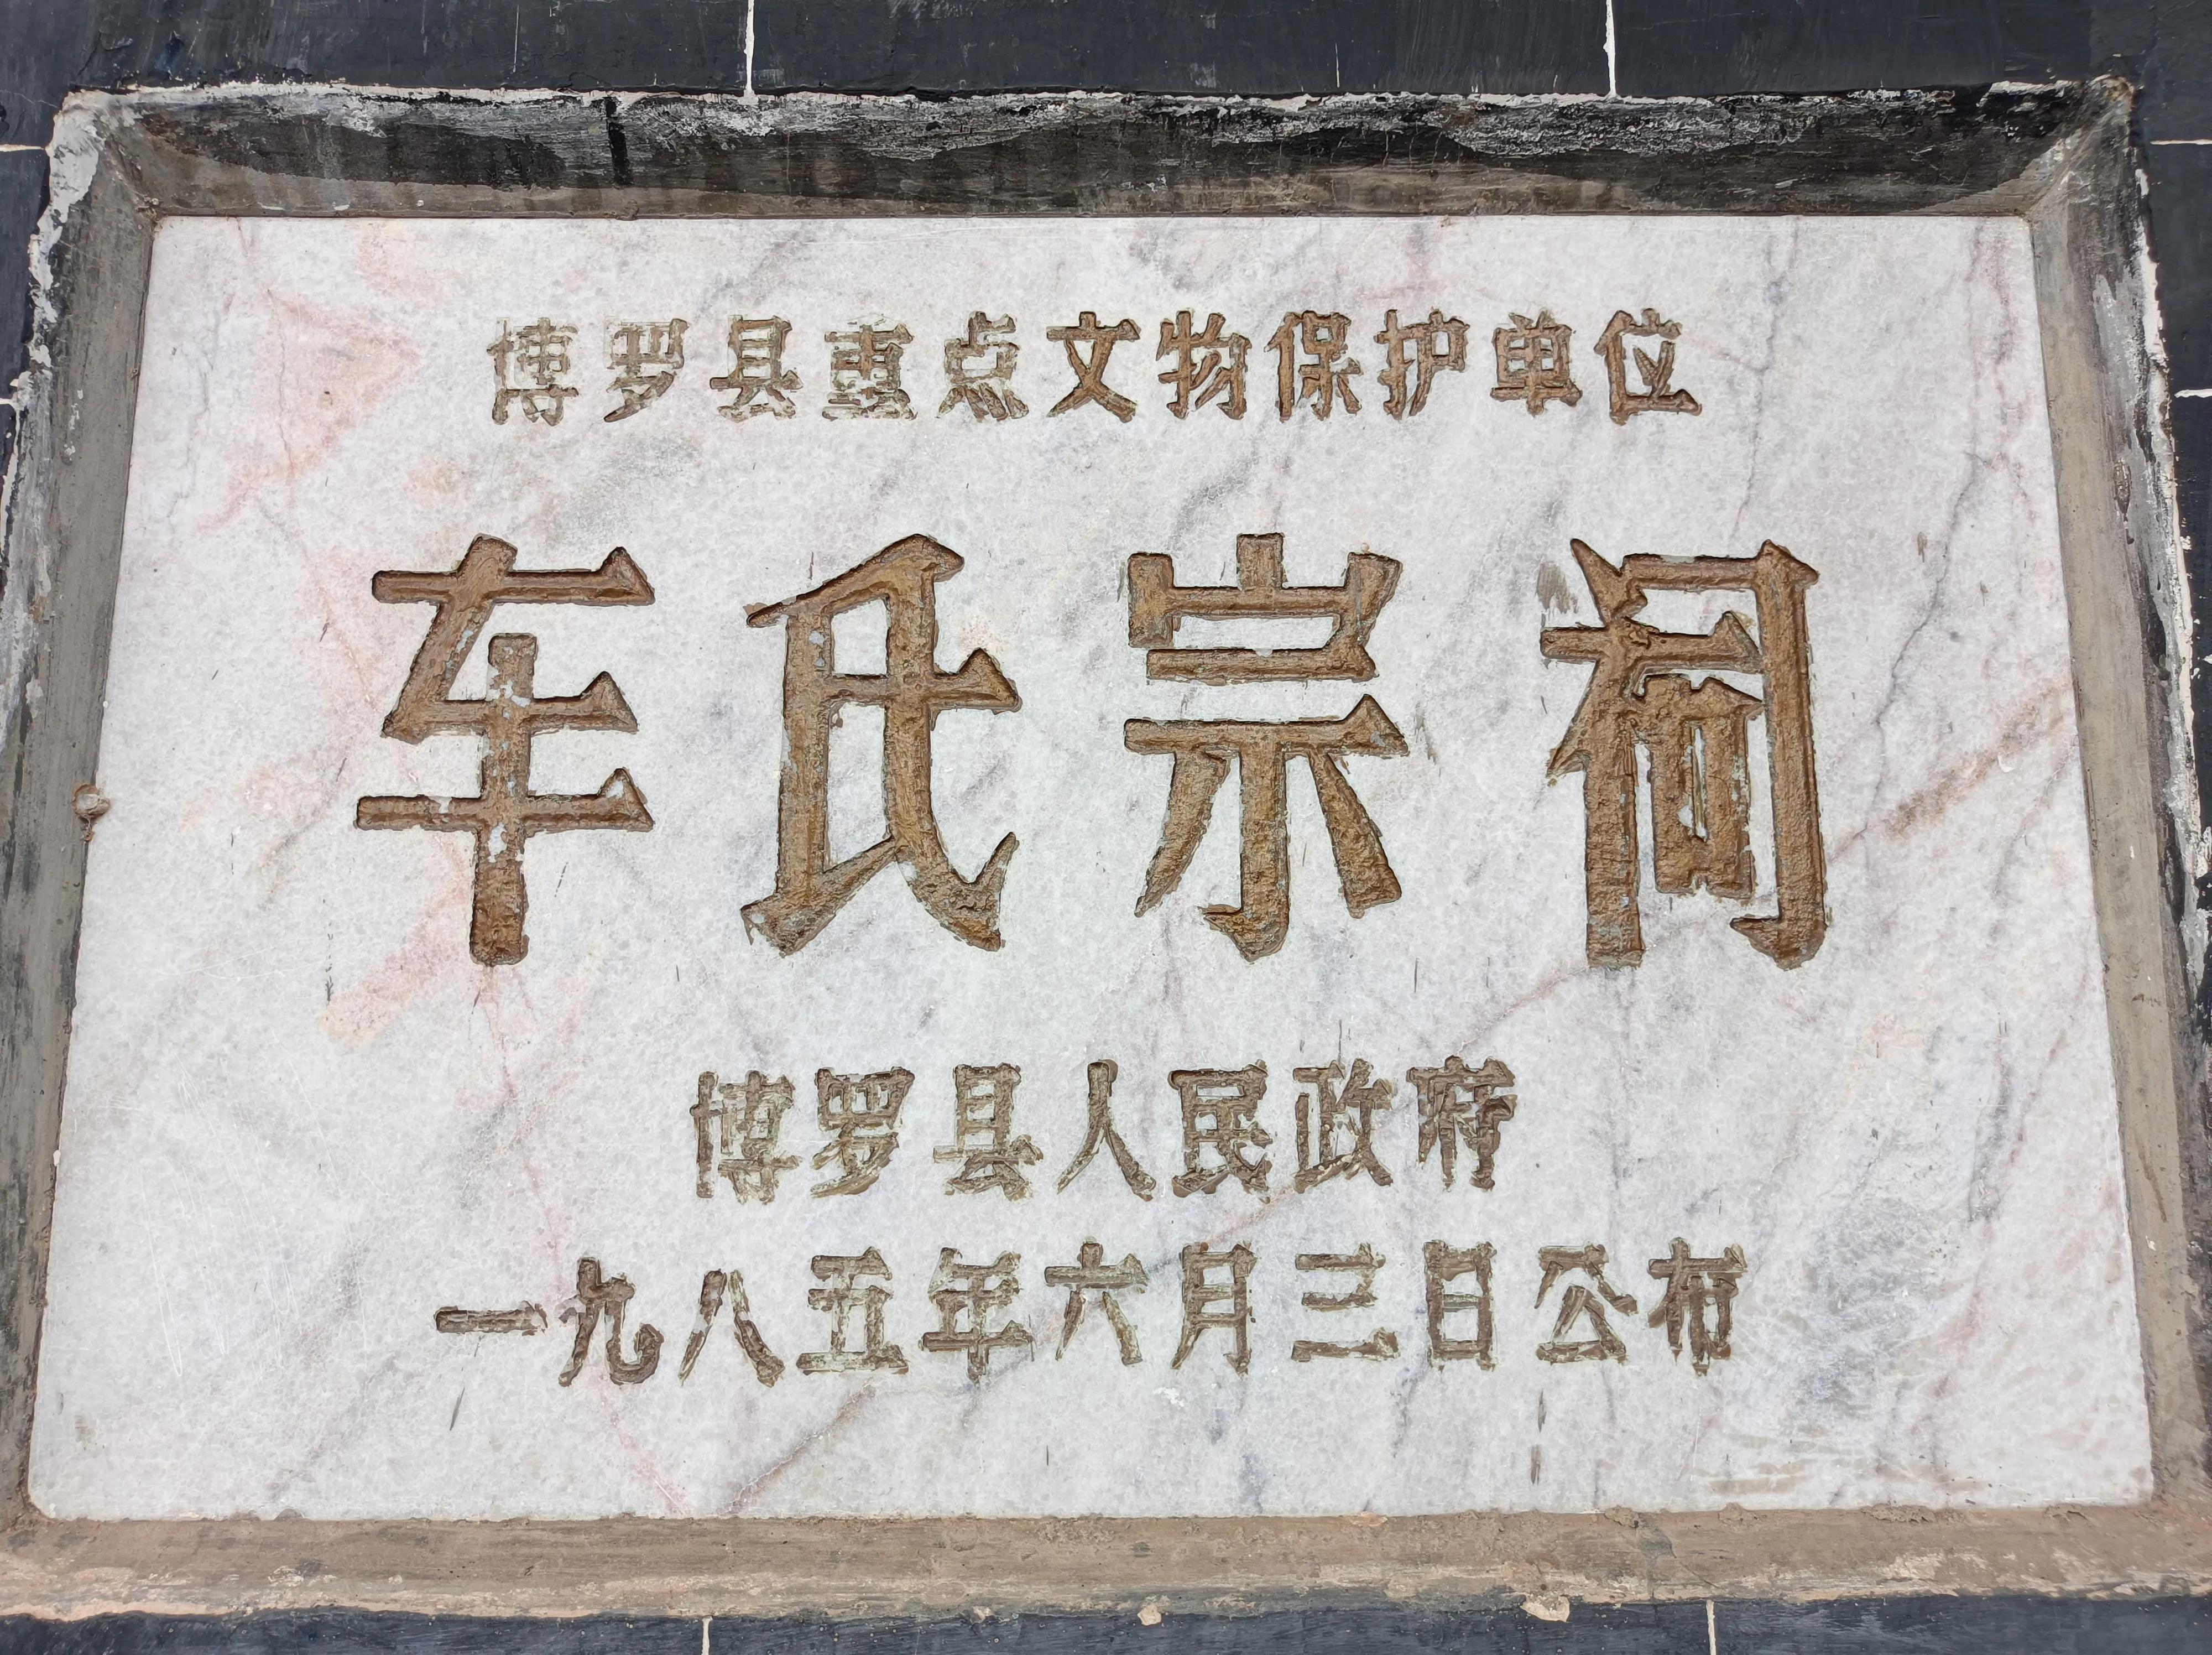 博罗县重点文物保护单位
车氏宗祠
博罗县人民政府
一九八五年六月三日公布